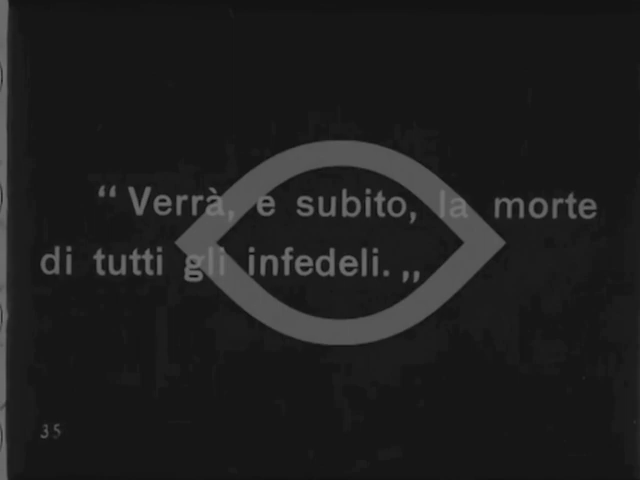 “ Verrà, e subito, la morte
di tutti gli infedeli. „
35